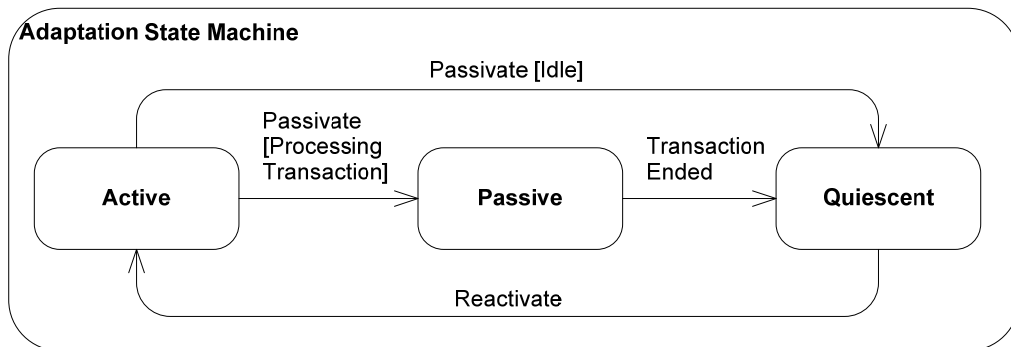 Adaptation State Machine
Passivate [Idle]
Passivate
[Processing
Transaction]
Transaction
Ended
Active
Passive
Quiescent
Reactivate